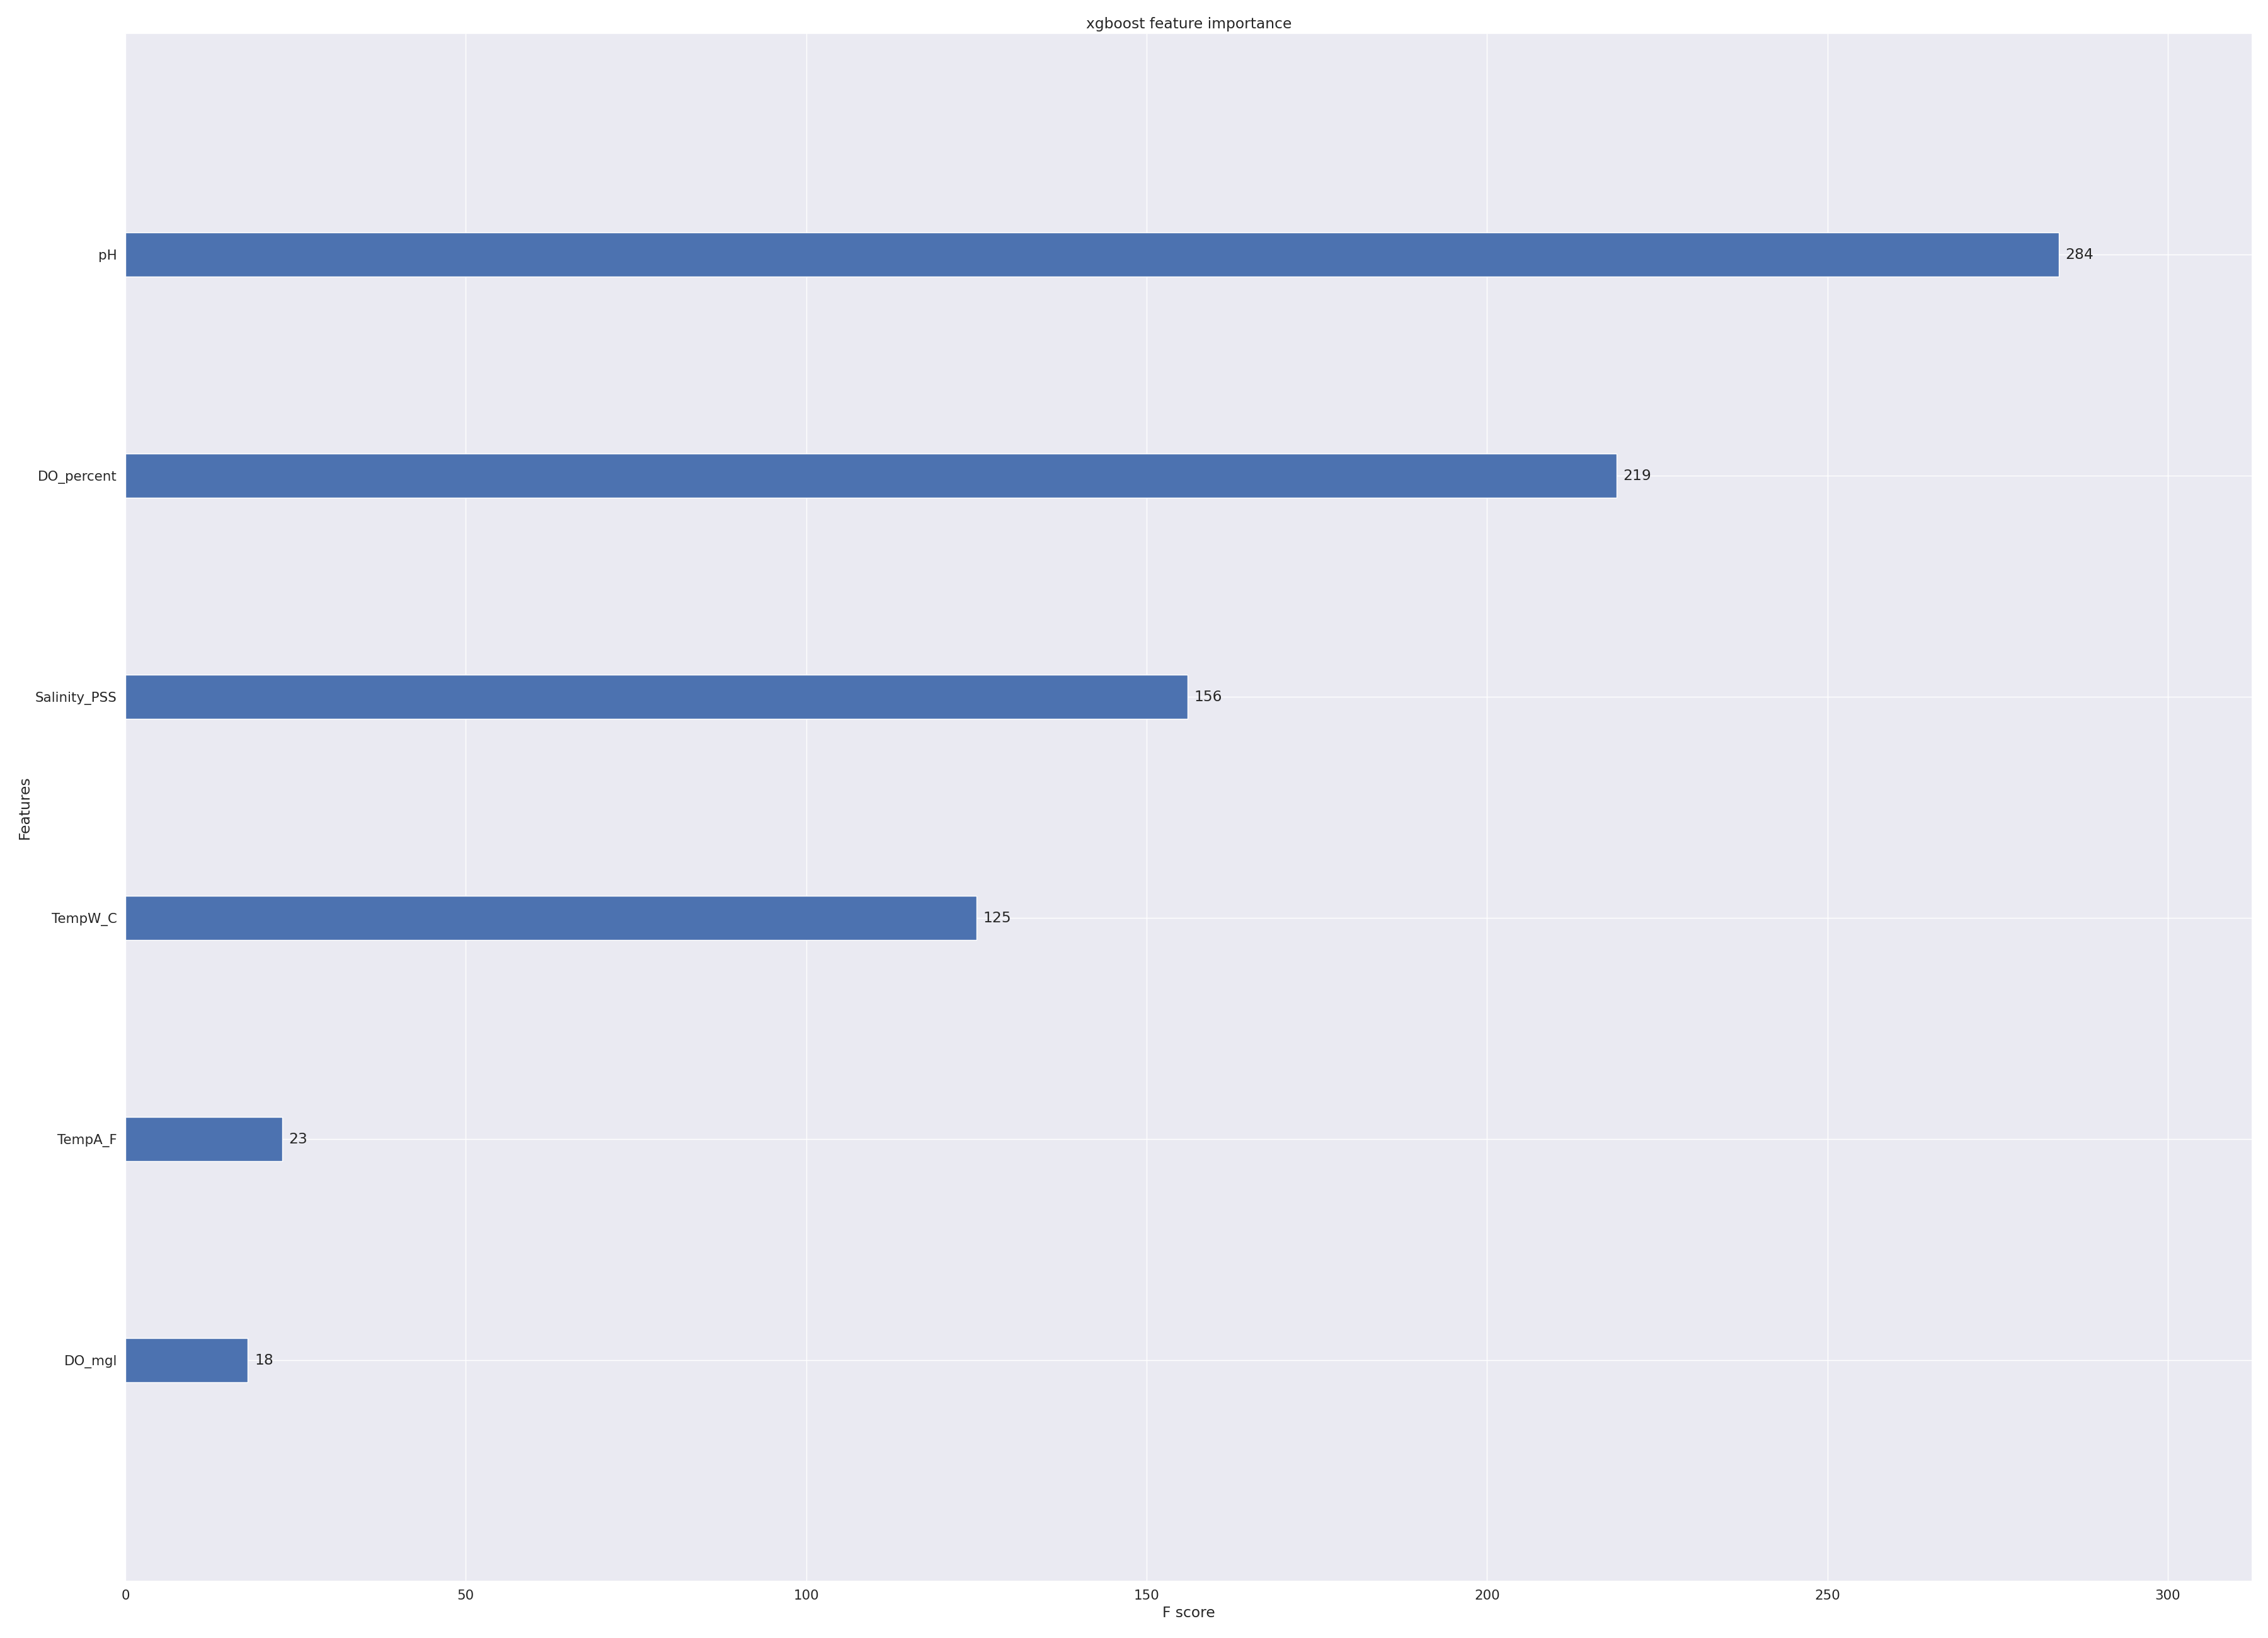 xgboost feature importance
pH
284
DO_percent
219
Salinity_PSS
156
TempW_C
125
TempA_F
23
DO_mgl
18
Features
0 50 100 150 200 250 300
F score